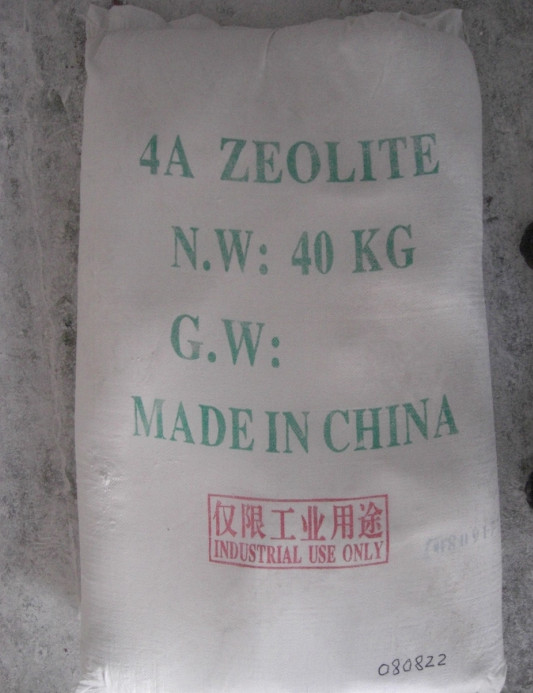 4A ZEOLITE
N.W: 40 KG
G.W:
MADE IN CHINA
仅限工业用途
INDUSTRIAL USE ONLY
080822